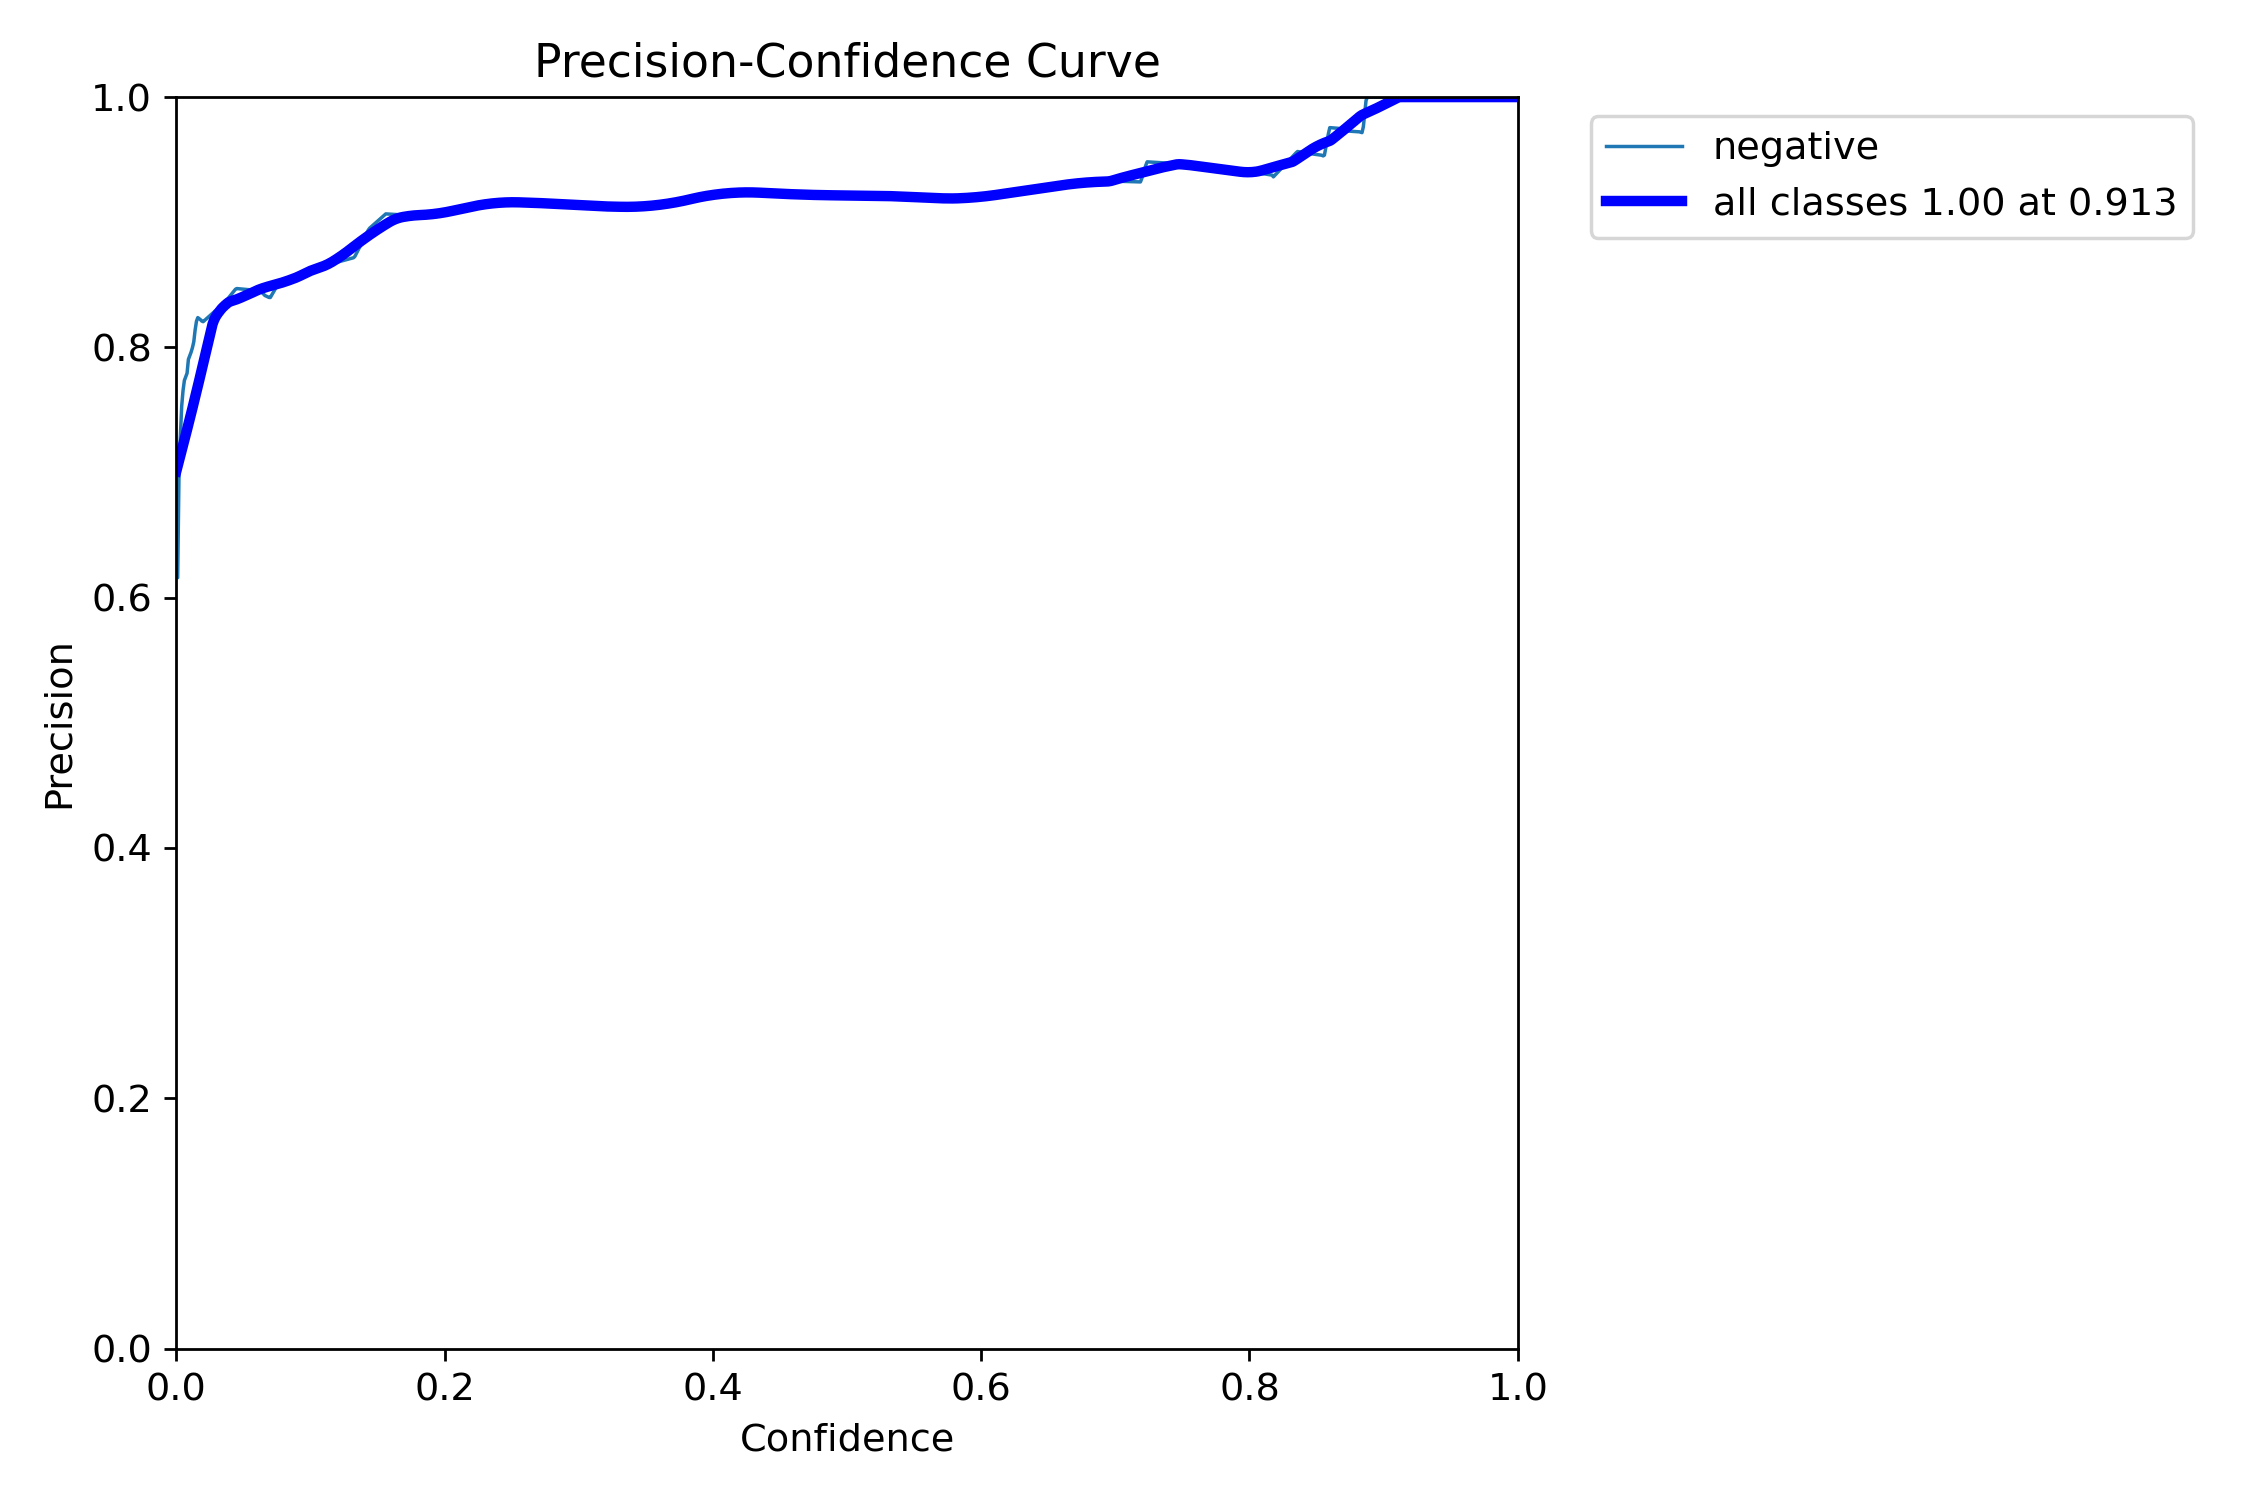 Precision-Confidence Curve
1.0
0.8
0.6
0.4
0.2
0.0
Precision
0.0 0.2 0.4 0.6 0.8 1.0
Confidence
negative
all classes 1.00 at 0.913